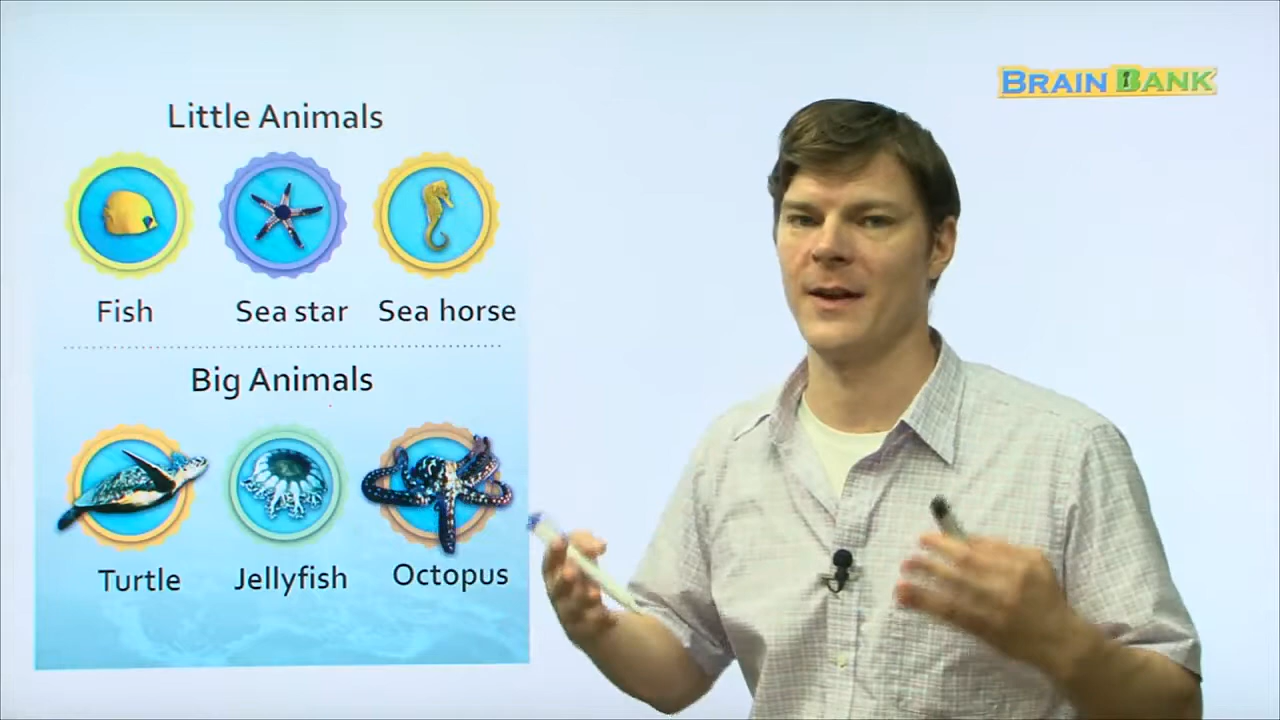 BRAIN BANK
Little Animals
Fish
Sea star
Sea horse
Big Animals
Turtle
Jellyfish
Octopus